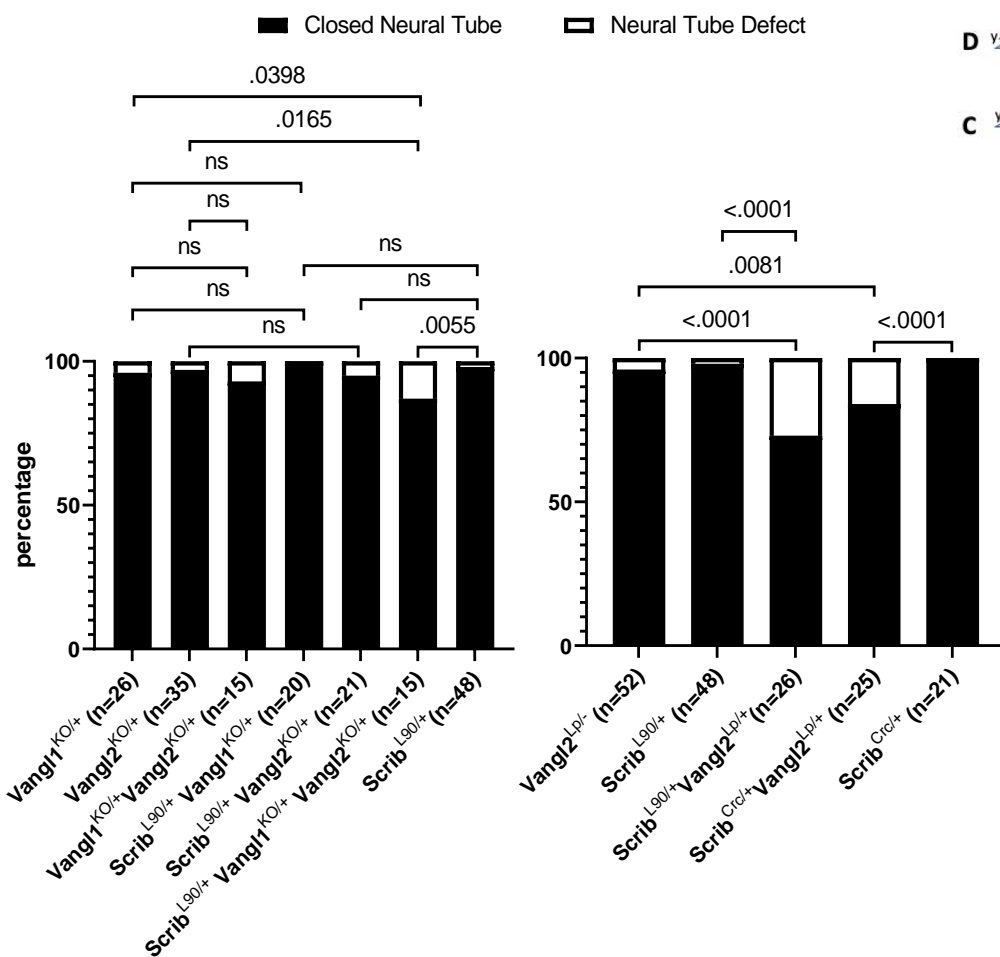 Closed Neural Tube
Neural Tube Defect
D y
C y
.0398
.0165
ns
ns
ns
ns
ns
ns
ns
.0055
<.0001
.0081
<.0001
<.0001
percentage
100
50
0
100
50
0
Vangl1KO/+ (n=26)
Vangl2KO/+ (n=35)
Vangl1KO/+Vangl2KO/+ (n=15)
ScribL90/+ Vangl1KO/+ (n=20)
ScribL90/+ Vangl2KO/+ (n=21)
ScribL90/+ Vangl1KO/+ Vangl2KO/+ (n=15)
ScribL90/+ (n=48)
Vangl2Lp/- (n=52)
ScribL90/+ (n=48)
ScribL90/+Vangl2Lp/+ (n=26)
ScribCrc/+Vangl2Lp/+ (n=25)
ScribCrc/+ (n=21)